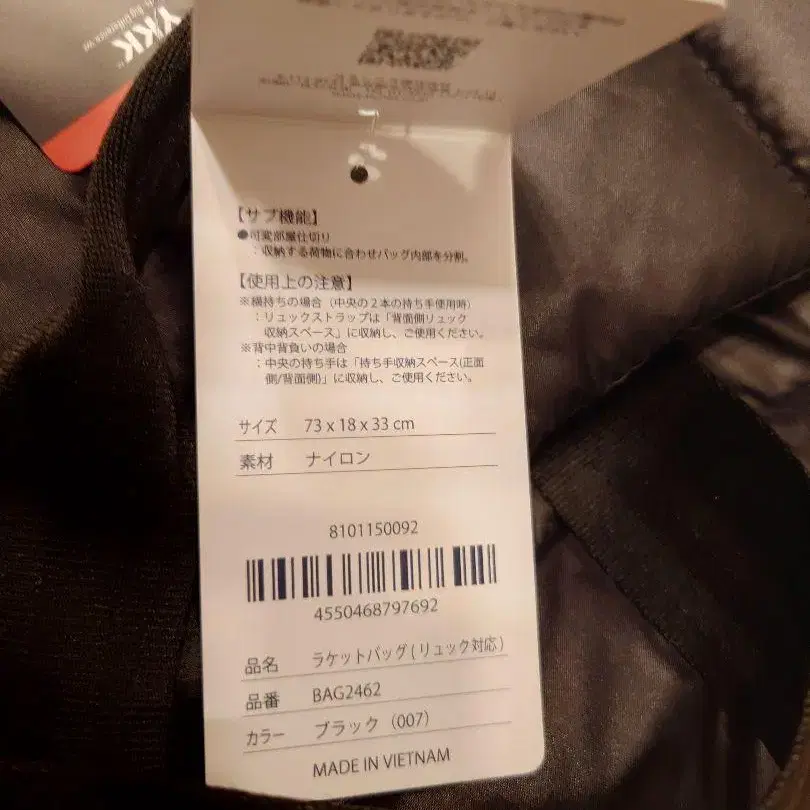 YKK
【サブ機能】
●可変部屋仕切り
：収納する荷物に合わせバッグ内部を分割。
【使用上の注意】
※横持ちの場合（中央の2本の持ち手使用時）
：リュックストラップは「背面側リュック
収納スペース」に収納し、ご使用ください。
※背中背負いの場合
：中央の持ち手は「持ち手収納スペース(正面
側/背面側)」に収納し、ご使用ください。
サイズ 73 x 18 x 33 cm
素材 ナイロン
8101150092
4550468797692
品名 ラケットバッグ(リュック対応)
品番 BAG2462
カラー ブラック（007）
MADE IN VIETNAM